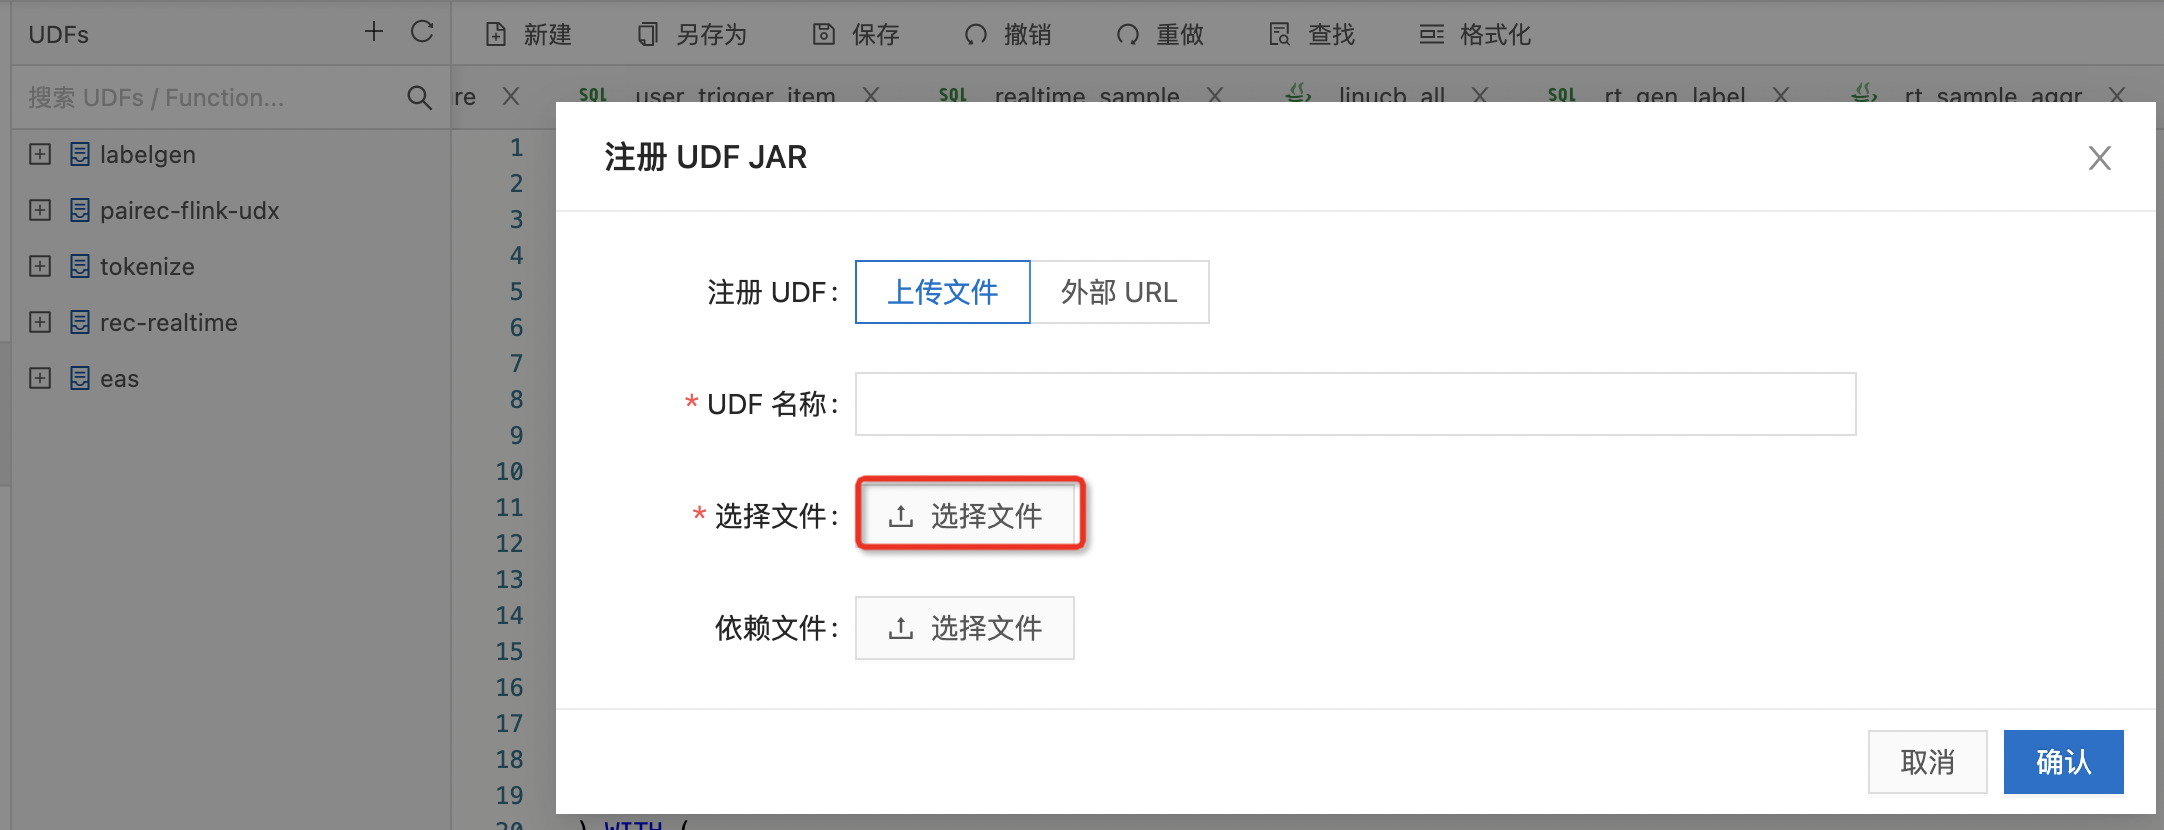 UDFs
新建 另存为 保存 撤销 重做 查找 格式化
搜索 UDFs / Function...
re SQL user_trigger_item SQL realtime_sample linucb_all SQL rt_gen_label rt_sample_aggr
labelgen
pairec-flink-udx
tokenize
rec-realtime
eas
1
2
3
4
5
6
7
8
9
10
11
12
13
14
15
16
17
18
19
20 ) WITH (
注册 UDF JAR
注册 UDF: 上传文件 外部 URL
* UDF 名称:
* 选择文件: 选择文件
依赖文件: 选择文件
取消 确认